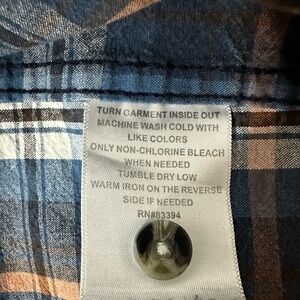 TURN GARMENT INSIDE OUT
MACHINE WASH COLD WITH
LIKE COLORS
ONLY NON-CHLORINE BLEACH
WHEN NEEDED
TUMBLE DRY LOW
WARM IRON ON THE REVERSE
SIDE IF NEEDED
RN#83394